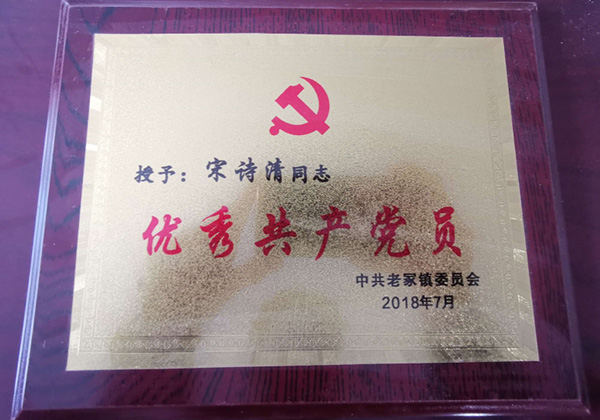 授予：宋诗清同志
优秀共产党员
中共老冢镇委员会
2018年7月